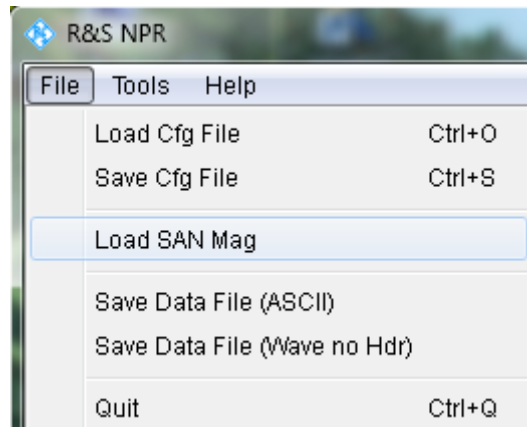 R&S NPR
File Tools Help
Load Cfg File Ctrl+O
Save Cfg File Ctrl+S
Load SAN Mag
Save Data File (ASCII)
Save Data File (Wave no Hdr)
Quit Ctrl+Q